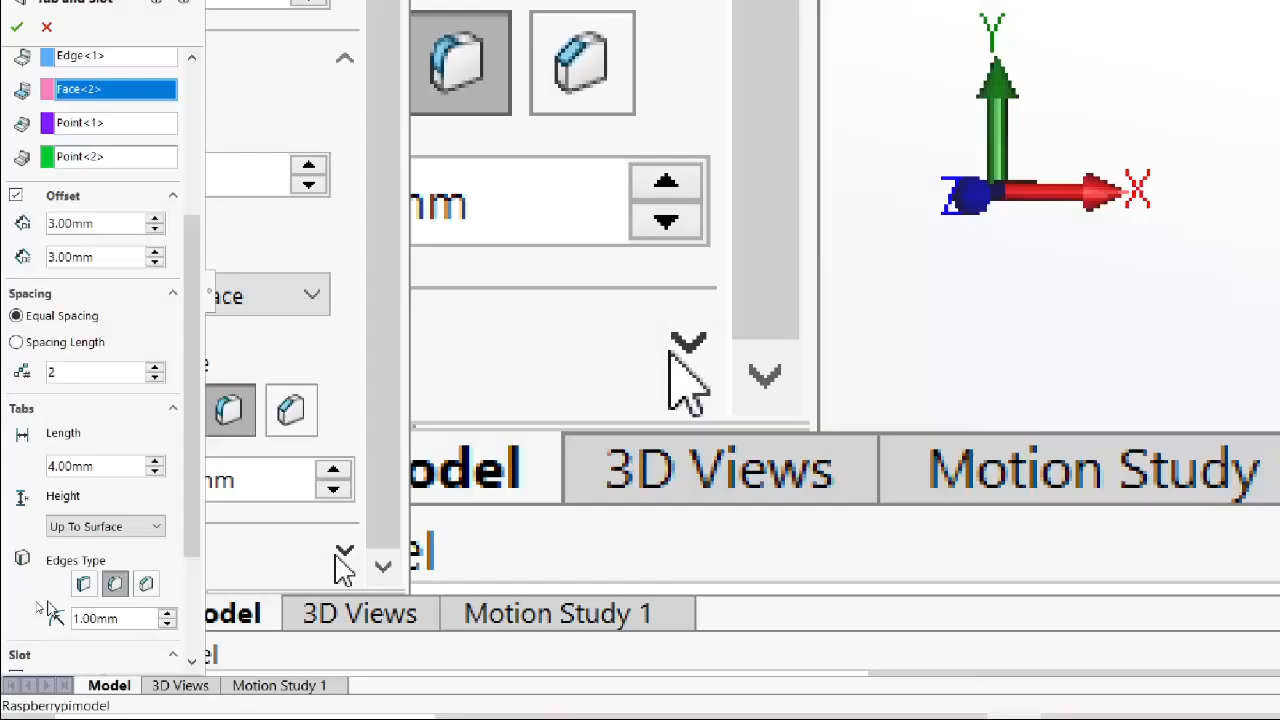 Tab and Slot
Edge<1>
Face<2>
Point<1>
Point<2>
Offset
3.00mm
3.00mm
Spacing
Equal Spacing
Spacing Length
2
Tabs
Length
4.00mm
Height
Up To Surface
Edges Type
1.00mm
Slot
Model
3D Views
Motion Study 1
Raspberrypimodel
ace
e
mm
odel
3D Views
Motion Study 1
el
mm
odel
3D Views
Motion Study
el
Y
Z
X